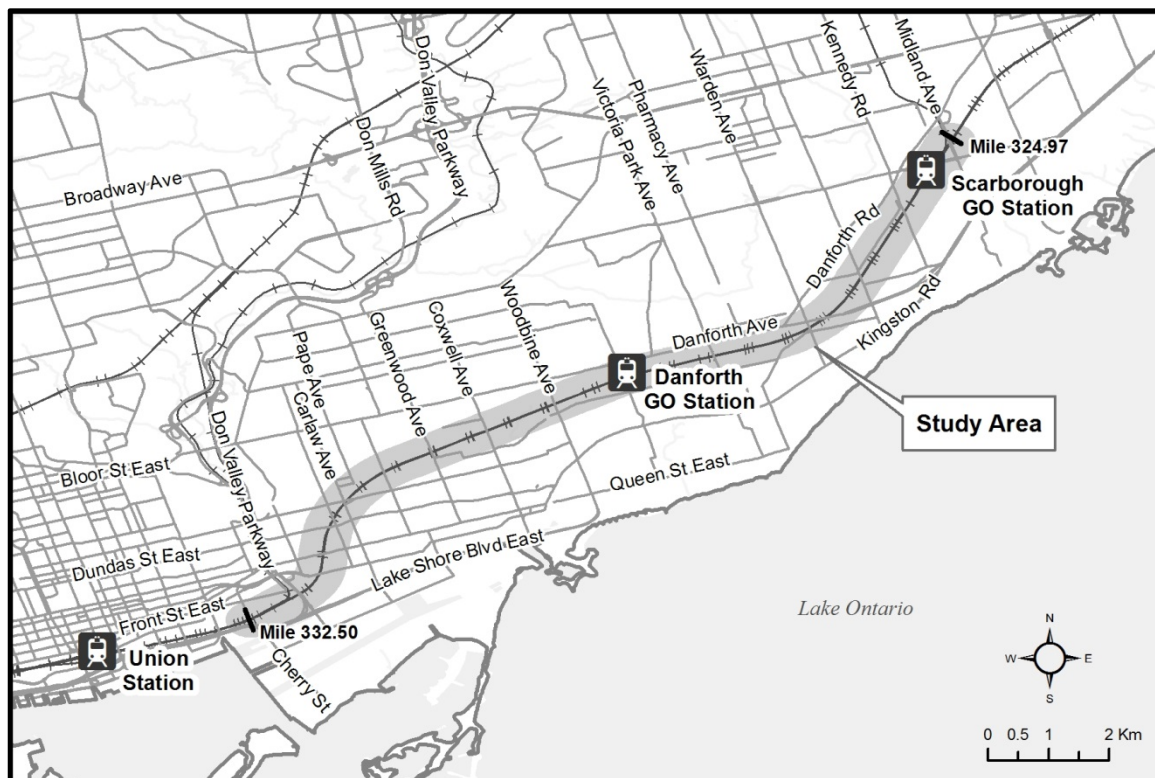 Don Valley Parkway
Don Mills Rd
Don Valley Parkway
Broadway Ave
Victoria Park Ave
Pharmacy Ave
Warden Ave
Kennedy Rd
Midland Ave
Mile 324.97
Scarborough
GO Station
Danforth Rd
Kingston Rd
Danforth Ave
Danforth
GO Station
Study Area
Woodbine Ave
Coxwell Ave
Greenwood Ave
Pape Ave
Carlaw Ave
Bloor St East
Queen St East
Dundas St East
Lake Shore Blvd East
Front St East
Mile 332.50
Union
Station
Cherry St
Lake Ontario
N
W
E
S
0 0.5 1 2 Km